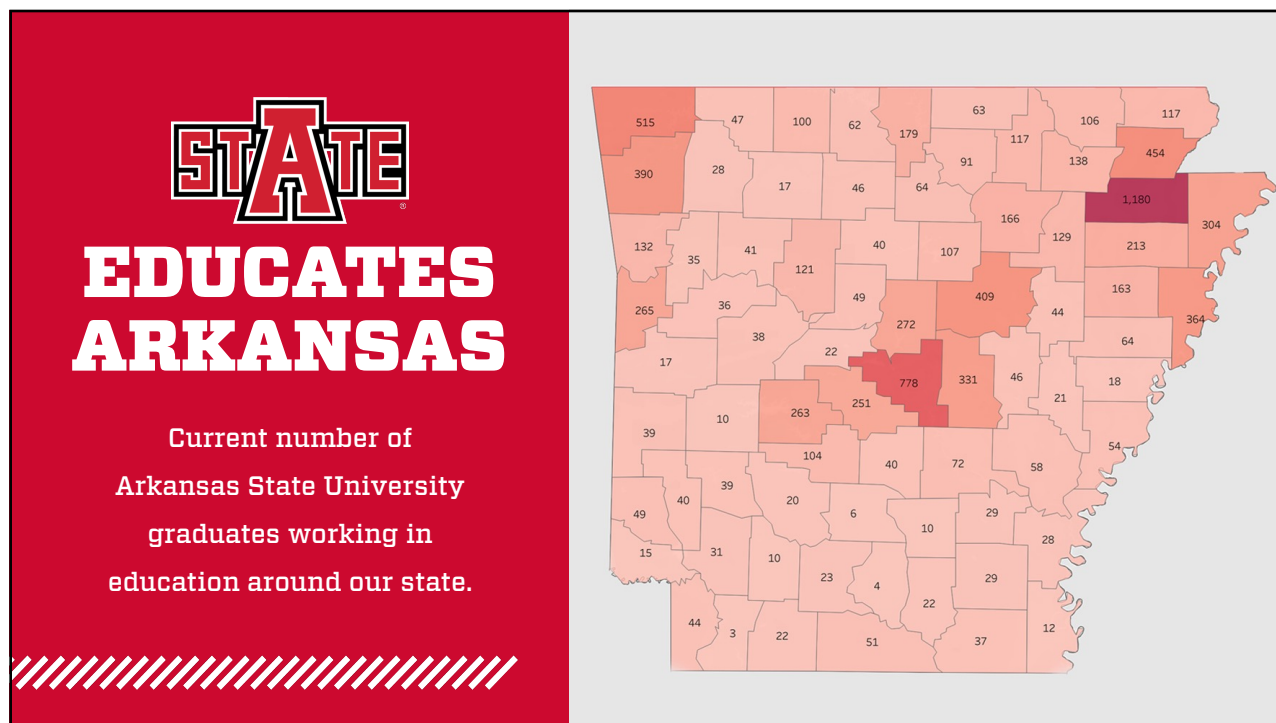 STATE
®
EDUCATES
ARKANSAS
Current number of
Arkansas State University
graduates working in
education around our state.
515 47 100 62 179 63 117 106 117
390 28 17 46 64 91 138 454
1,180 304
132 35 41 121 40 107 166 129 213
265 36 49 272 409 44 163 364
17 38 22 778 331 46 21 64 18
39 10 263 251 54
104 40 72 58
49 40 39 20 6 10 29 28
15 31 10 23 4 22 29
44 3 22 51 37 12